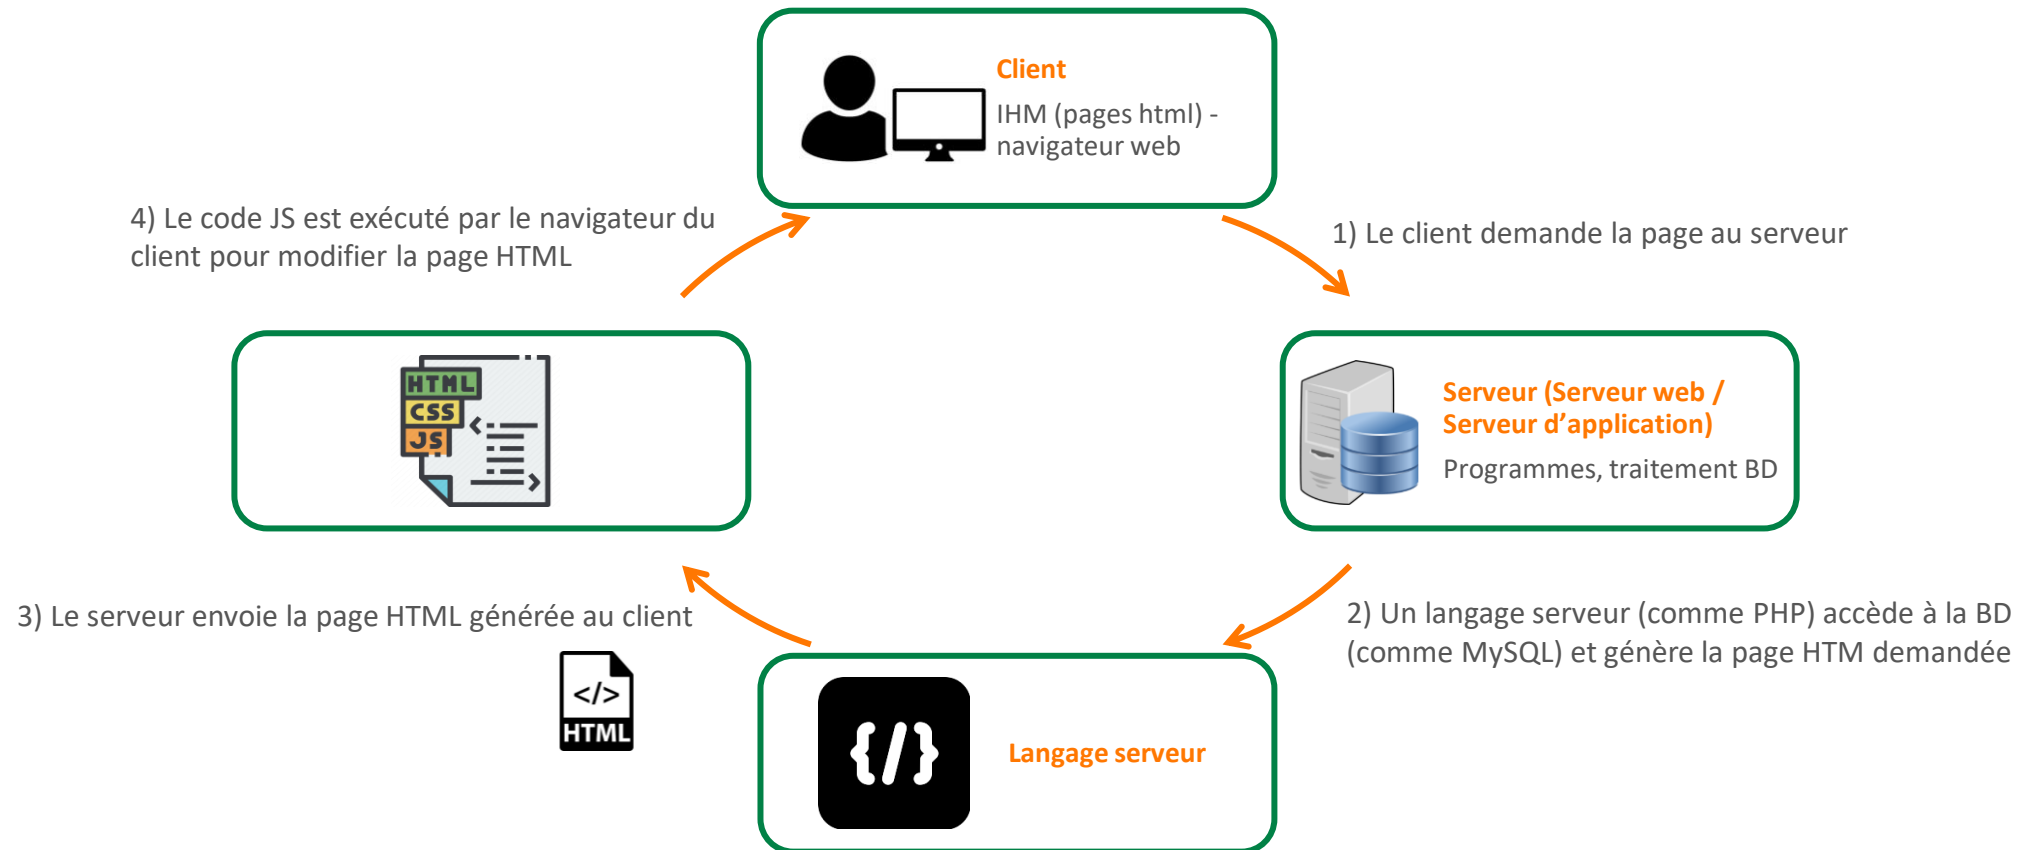 Client
IHM (pages html) -
navigateur web
4) Le code JS est exécuté par le navigateur du
client pour modifier la page HTML
1) Le client demande la page au serveur
HTML
CSS
JS
Serveur (Serveur web /
Serveur d’application)
Programmes, traitement BD
3) Le serveur envoie la page HTML générée au client
</>
HTML
2) Un langage serveur (comme PHP) accède à la BD
(comme MySQL) et génère la page HTM demandée
{/}
Langage serveur